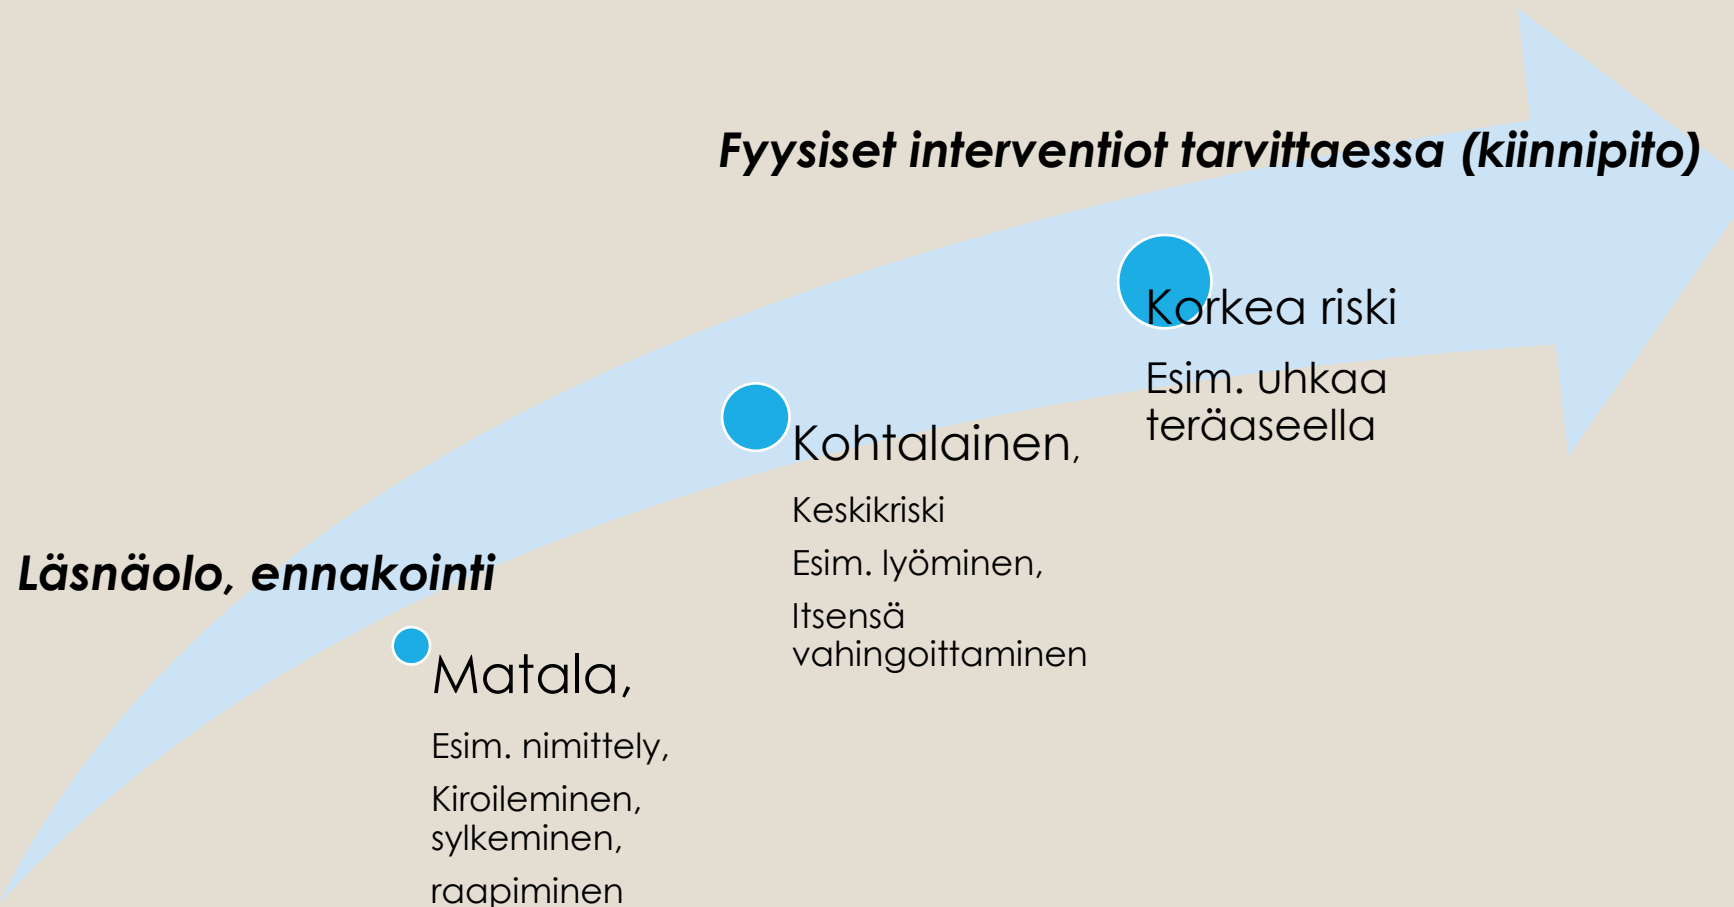 Fyysiset interventiot tarvittaessa (kiinnipito)
Korkea riski
Esim. uhkaa
teräaseella
Kohtalainen,
Keskikriski
Esim. lyöminen,
Itsensä
vahingoittaminen
Läsnäolo, ennakointi
Matala,
Esim. nimittely,
Kiroileminen,
sylkeminen,
raapiminen